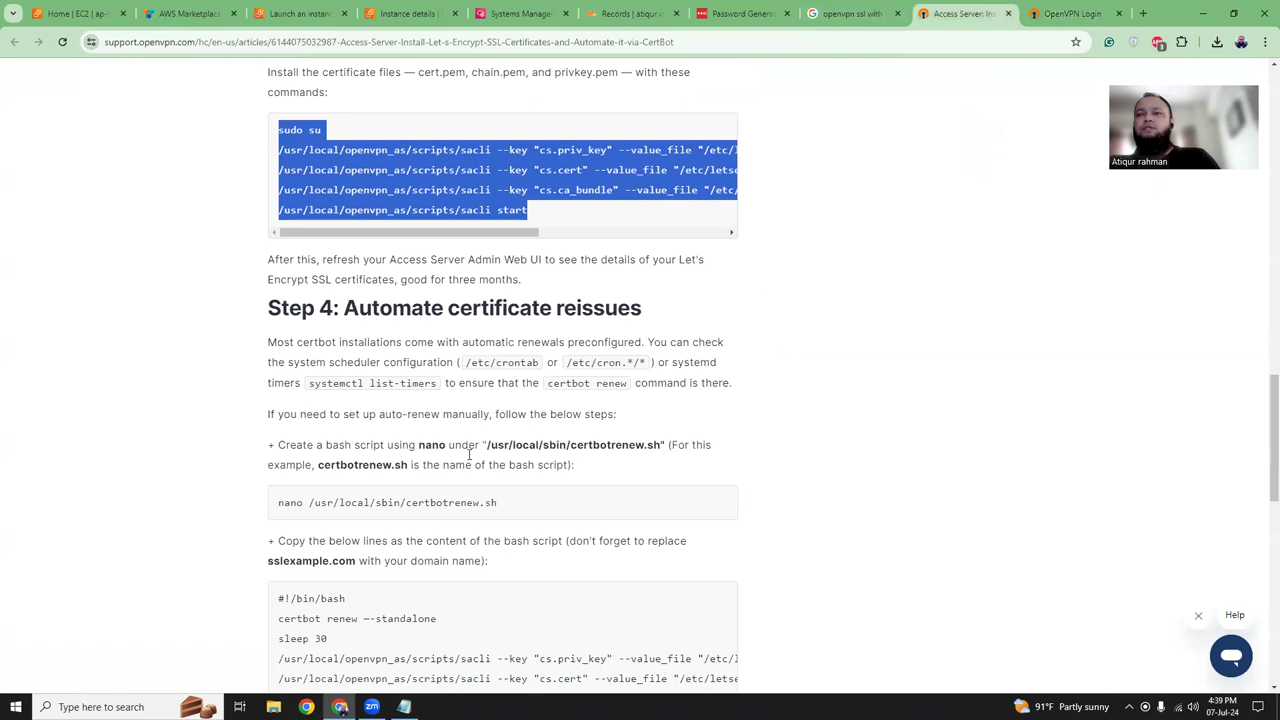 Home | EC2 | ap-s
AWS Marketplace
Launch an instanc
Instance details |
Systems Manager
Records | atiqur.x
Password Genera
openvpn ssl with
Access Server Ins
OpenVPN Login
support.openvpn.com/hc/en-us/articles/6144075032987-Access-Server-Install-Let-s-Encrypt-SSL-Certificates-and-Automate-it-via-CertBot
Install the certificate files — cert.pem, chain.pem, and privkey.pem — with these
commands:
sudo su
/usr/local/openvpn_as/scripts/sacli --key "cs.priv_key" --value_file "/etc/l
/usr/local/openvpn_as/scripts/sacli --key "cs.cert" --value_file "/etc/letse
/usr/local/openvpn_as/scripts/sacli --key "cs.ca_bundle" --value_file "/etc/
/usr/local/openvpn_as/scripts/sacli start
Atiqur rahman
After this, refresh your Access Server Admin Web UI to see the details of your Let's
Encrypt SSL certificates, good for three months.
Step 4: Automate certificate reissues
Most certbot installations come with automatic renewals preconfigured. You can check
the system scheduler configuration ( /etc/crontab or /etc/cron.*/* ) or systemd
timers systemctl list-timers to ensure that the certbot renew command is there.
If you need to set up auto-renew manually, follow the below steps:
+ Create a bash script using nano under "/usr/local/sbin/certbotrenew.sh" (For this
example, certbotrenew.sh is the name of the bash script):
nano /usr/local/sbin/certbotrenew.sh
+ Copy the below lines as the content of the bash script (don't forget to replace
sslexample.com with your domain name):
#!/bin/bash
certbot renew —-standalone
sleep 30
/usr/local/openvpn_as/scripts/sacli --key "cs.priv_key" --value_file "/etc/l
/usr/local/openvpn_as/scripts/sacli --key "cs.cert" --value_file "/etc/letse
Help
Type here to search
91°F Partly sunny
4:39 PM
07-Jul-24